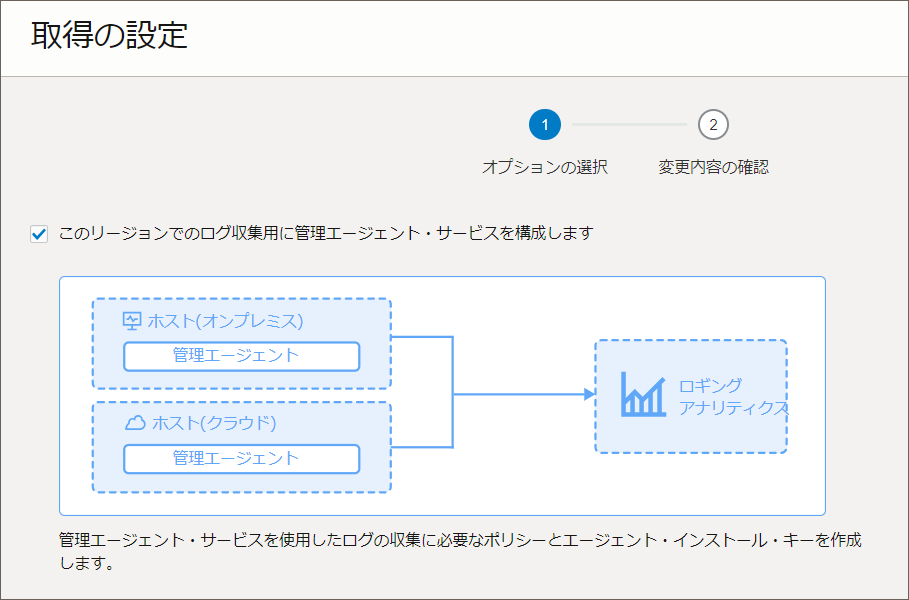 取得の設定
1
2
オプションの選択
変更内容の確認
このリージョンでのログ収集用に管理エージェント・サービスを構成します
ホスト(オンプレミス)
管理エージェント
ホスト(クラウド)
管理エージェント
ロギング
アナリティクス
管理エージェント・サービスを使用したログの収集に必要なポリシーとエージェント・インストール・キーを作成
します。